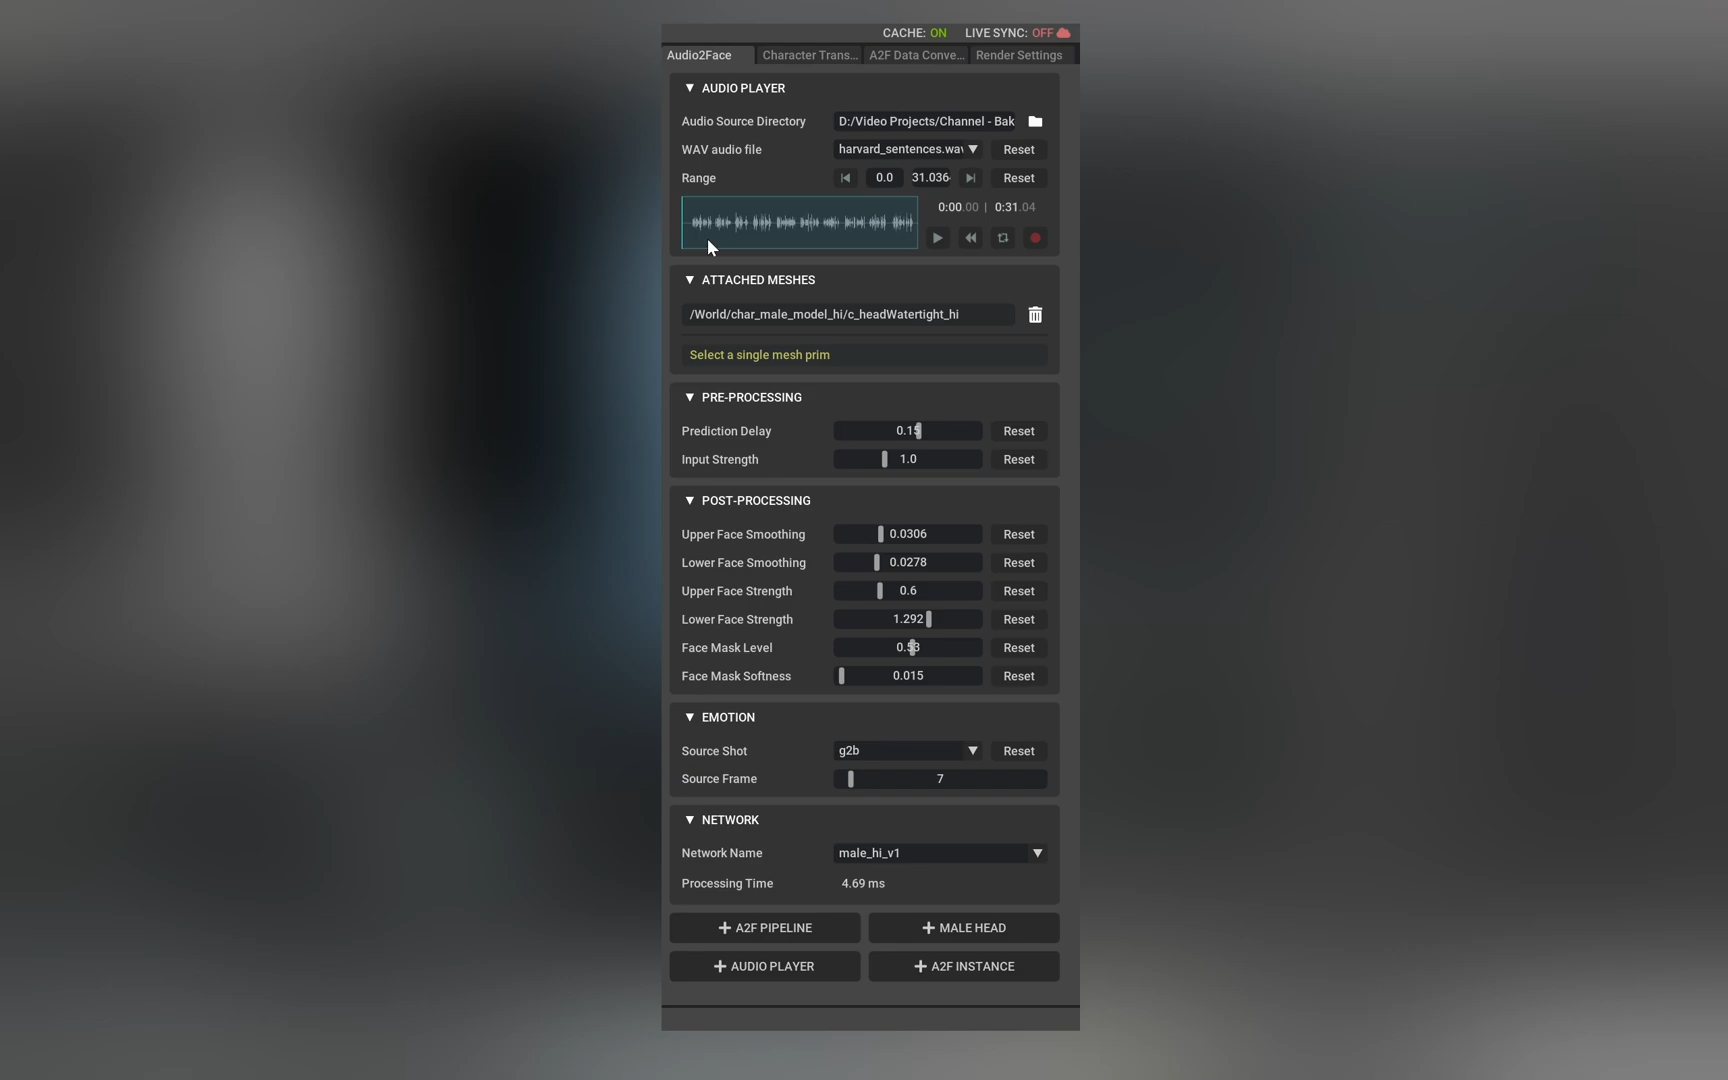 CACHE: ON LIVE SYNC: OFF
Audio2Face Character Trans... A2F Data Conve... Render Settings
AUDIO PLAYER
Audio Source Directory D:/Video Projects/Channel - Bak
WAV audio file harvard_sentences.wav Reset
Range 0.0 31.036 Reset
0:00.00 | 0:31.04
ATTACHED MESHES
/World/char_male_model_hi/c_headWatertight_hi
Select a single mesh prim
PRE-PROCESSING
Prediction Delay 0.15 Reset
Input Strength 1.0 Reset
POST-PROCESSING
Upper Face Smoothing 0.0306 Reset
Lower Face Smoothing 0.0278 Reset
Upper Face Strength 0.6 Reset
Lower Face Strength 1.292 Reset
Face Mask Level 0.53 Reset
Face Mask Softness 0.015 Reset
EMOTION
Source Shot g2b Reset
Source Frame 7
NETWORK
Network Name male_hi_v1
Processing Time 4.69 ms
+ A2F PIPELINE + MALE HEAD
+ AUDIO PLAYER + A2F INSTANCE